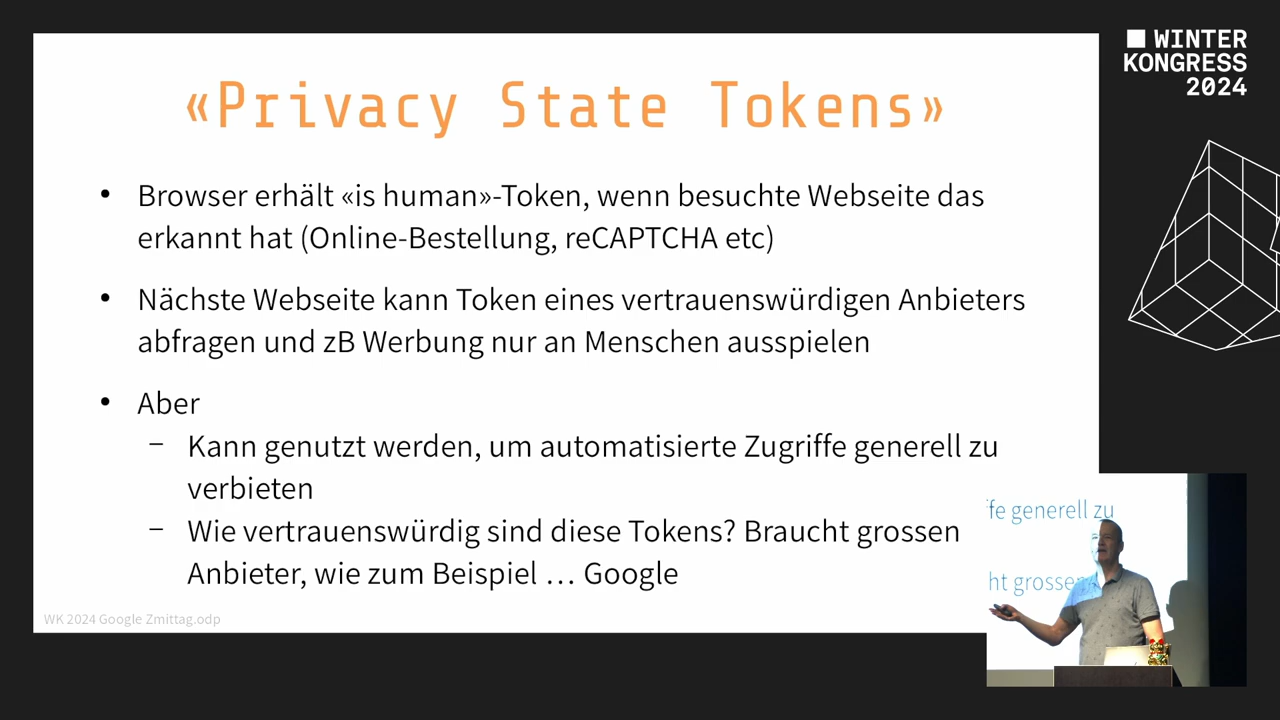 WINTER
KONGRESS
2024
«Privacy State Tokens»
• Browser erhält «is human»-Token, wenn besuchte Webseite das
erkannt hat (Online-Bestellung, reCAPTCHA etc)
• Nächste Webseite kann Token eines vertrauenswürdigen Anbieters
abfragen und zB Werbung nur an Menschen ausspielen
• Aber
– Kann genutzt werden, um automatisierte Zugriffe generell zu
verbieten
– Wie vertrauenswürdig sind diese Tokens? Braucht grossen
Anbieter, wie zum Beispiel … Google
WK 2024 Google Zmittag.odp
ffe generell zu
ht grossen